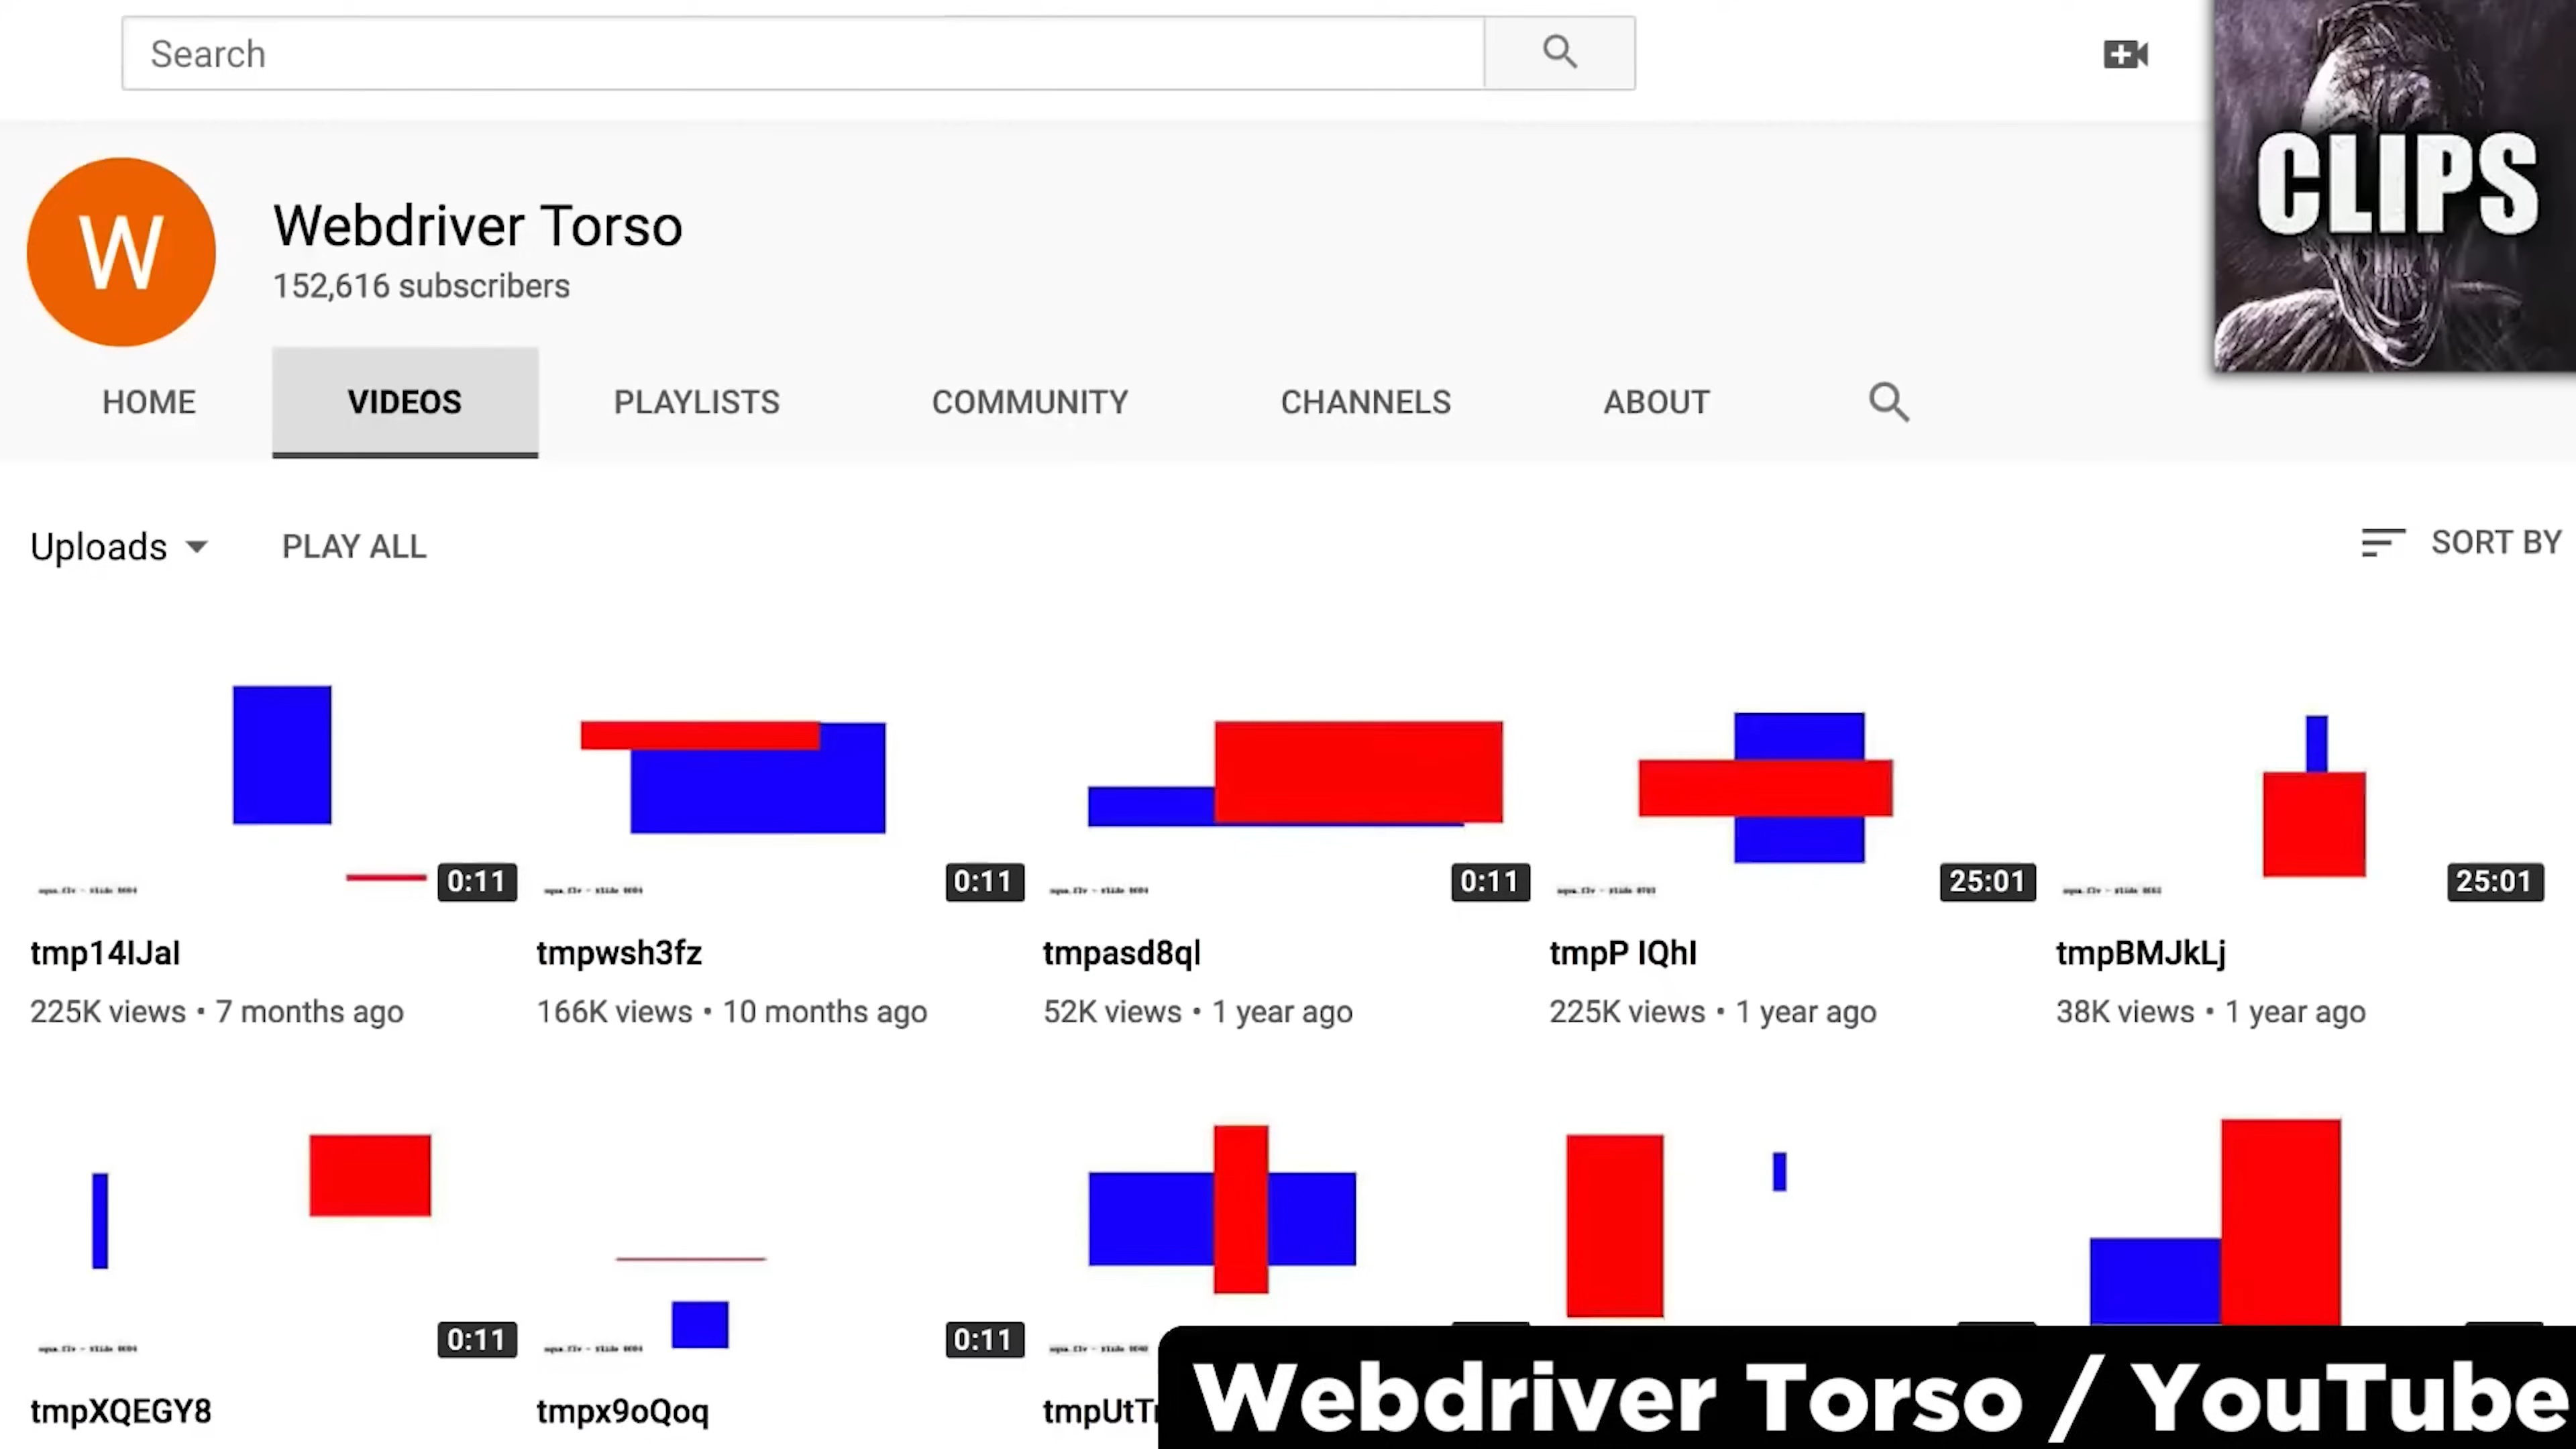 Search
CLIPS
W
Webdriver Torso
152,616 subscribers
HOME VIDEOS PLAYLISTS COMMUNITY CHANNELS ABOUT
Uploads PLAY ALL SORT BY
0:11 0:11 0:11 25:01 25:01
tmp14IJaI tmpwsh3fz tmpasd8ql tmpP IQhI tmpBMJkLj
225K views • 7 months ago 166K views • 10 months ago 52K views • 1 year ago 225K views • 1 year ago 38K views • 1 year ago
0:11 0:11
tmpXQEGY8 tmpx9oQoq
Webdriver Torso / YouTube